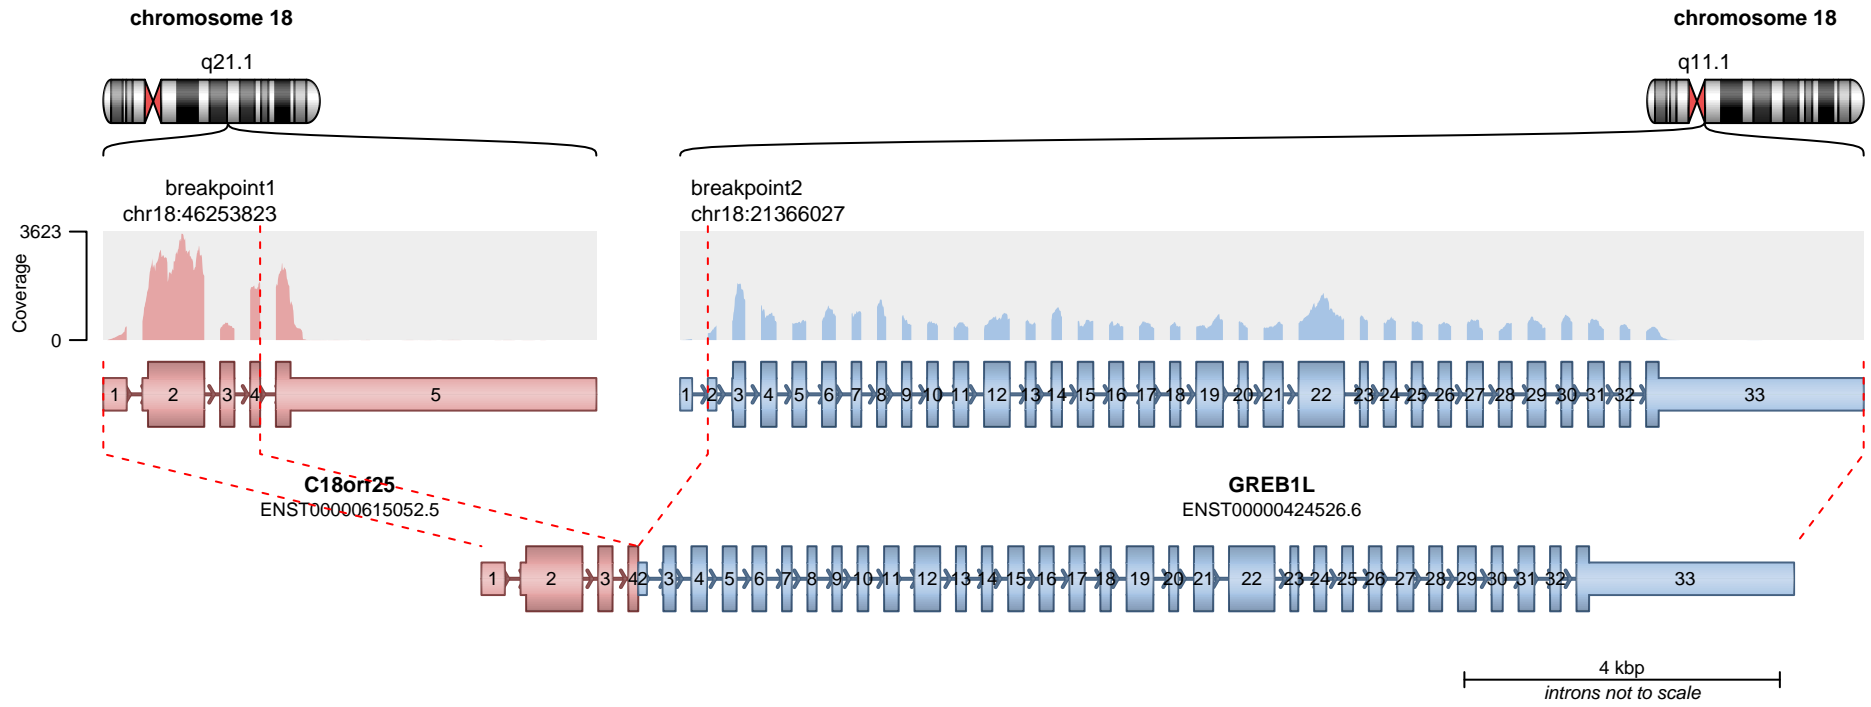 chromosome 18
chromosome 18
q21.1
q11.1
breakpoint1
chr18:46253823
breakpoint2
chr18:21366027
3623
0
Coverage
1 2 3 4 5
1 2 3 4 5 6 7 8 9 10 11 12 13 14 15 16 17 18 19 20 21 22 23 24 25 26 27 28 29 30 31 32 33
C18orf25
ENST00000615052.5
GREB1L
ENST00000424526.6
1 2 3 4 2 3 4 5 6 7 8 9 10 11 12 13 14 15 16 17 18 19 20 21 22 23 24 25 26 27 28 29 30 31 32 33
4 kbp
introns not to scale